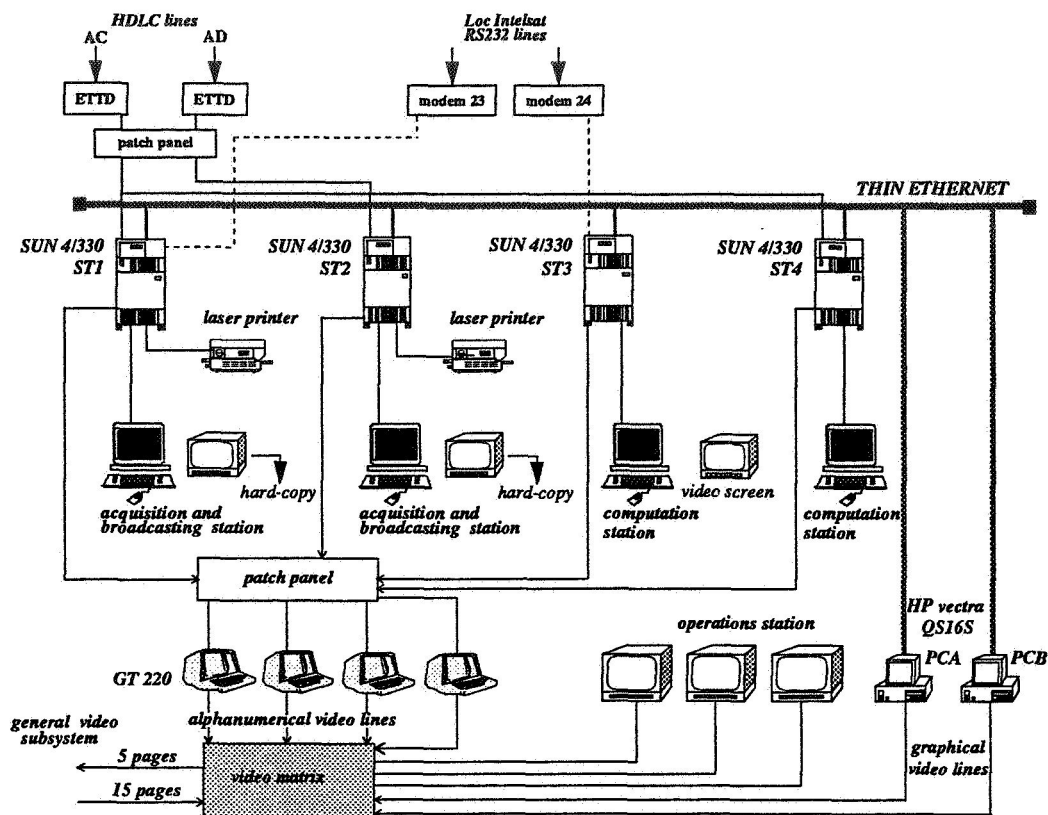 HDLC lines
AC
AD
Loc Intelsat
RS232 lines
ETTD
ETTD
modem 23
modem 24
patch panel
THIN ETHERNET
SUN 4/330
ST1
SUN 4/330
ST2
SUN 4/330
ST3
SUN 4/330
ST4
laser printer
laser printer
hard-copy
hard-copy
video screen
acquisition and
broadcasting station
acquisition and
broadcasting station
computation
station
computation
station
patch panel
HP vectra
QS16S
operations station
PCA
PCB
GT 220
general video
subsystem
alphanumerical video lines
5 pages
video matrix
graphical
video lines
15 pages